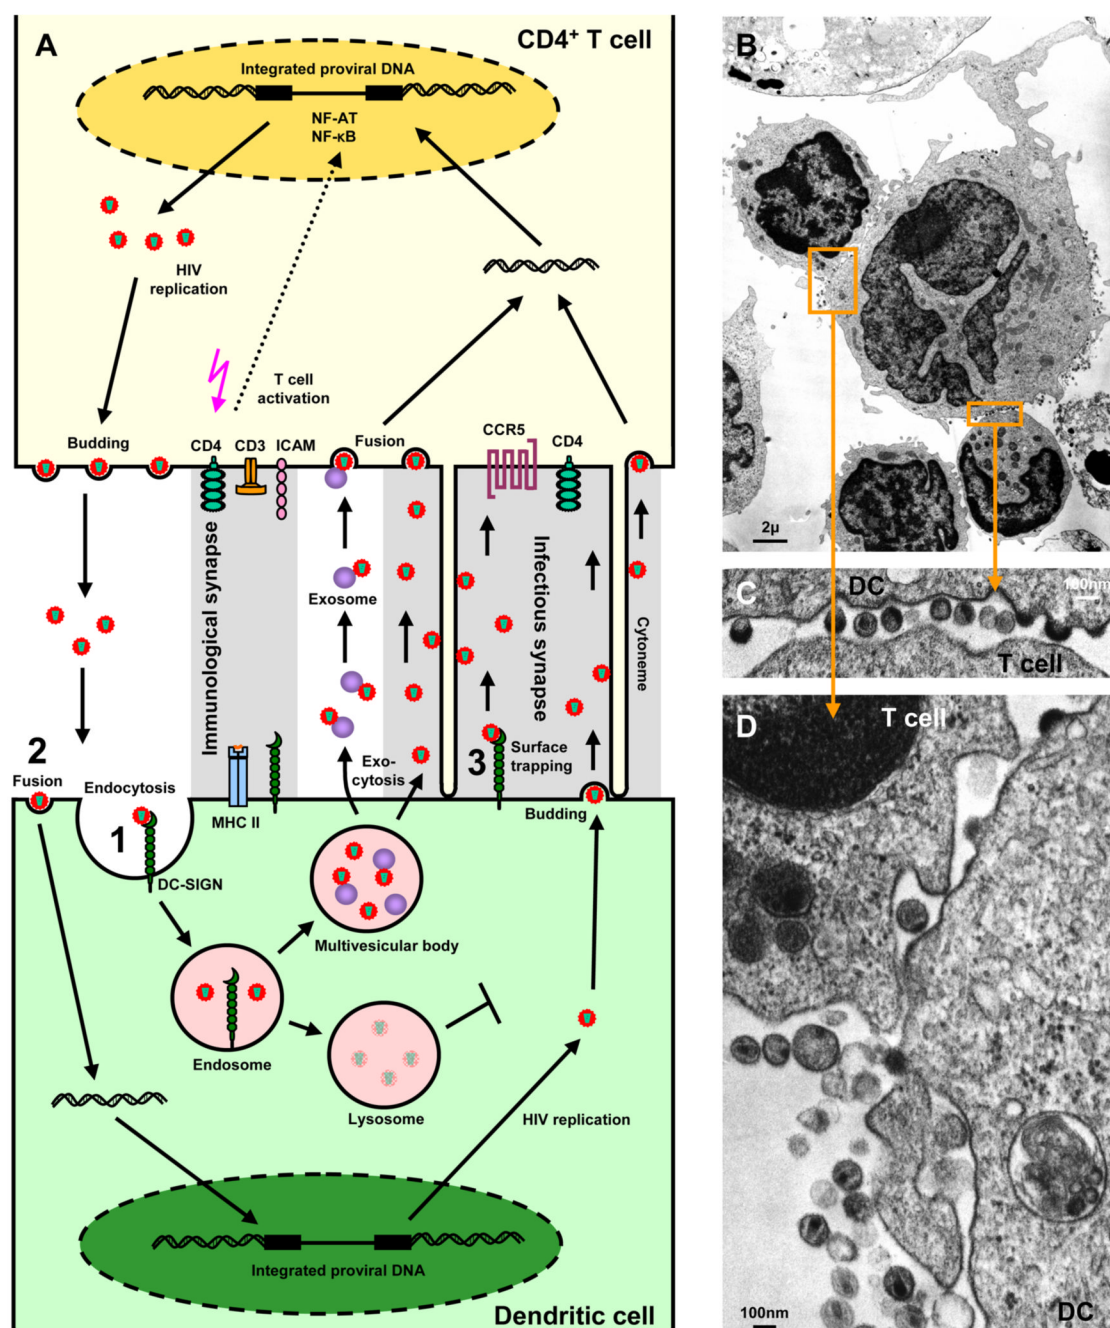 A
CD4+ T cell
Integrated proviral DNA
NF-AT
NF-κB
HIV
replication
T cell
activation
Budding
CD4
CD3
ICAM
Fusion
CCR5
CD4
Immunological synapse
Exosome
Infectious synapse
Cytoneme
2
Fusion
Endocytosis
1
DC-SIGN
MHC II
Exo-
cytosis
3
Surface
trapping
Budding
Multivesicular body
Endosome
Lysosome
HIV replication
Integrated proviral DNA
Dendritic cell
B
2μ
C
DC
100nm
T cell
D
T cell
100nm
DC